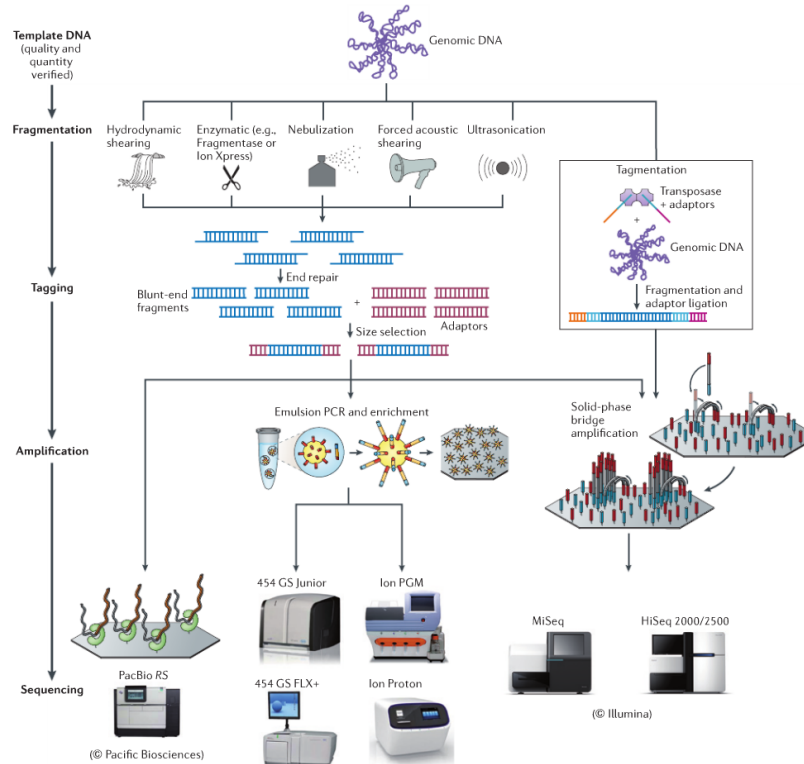 Template DNA
(quality and
quantity
verified)
Genomic DNA
Fragmentation
Hydrodynamic
shearing
Enzymatic (e.g.,
Fragmentase or
Ion Xpress)
Nebulization
Forced acoustic
shearing
Ultrasonication
Tagmentation
Transposase
+ adaptors
+
Genomic DNA
Fragmentation and
adaptor ligation
End repair
Tagging
Blunt-end
fragments
+
Adaptors
Size selection
Emulsion PCR and enrichment
Solid-phase
bridge
amplification
Amplification
454 GS Junior
Ion PGM
MiSeq
HiSeq 2000/2500
PacBio RS
Sequencing
454 GS FLX+
Ion Proton
(© Pacific Biosciences)
(© Illumina)